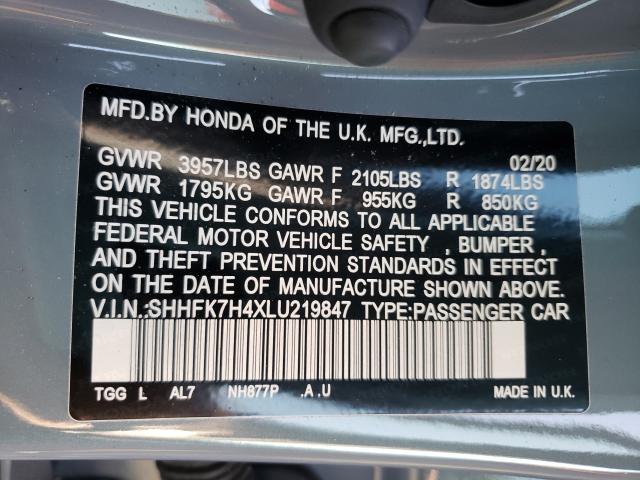 MFD.BY HONDA OF THE U.K. MFG.,LTD.
02/20
GVWR 3957LBS GAWR F 2105LBS R 1874LBS
GVWR 1795KG GAWR F 955KG R 850KG
THIS VEHICLE CONFORMS TO ALL APPLICABLE
FEDERAL MOTOR VEHICLE SAFETY , BUMPER ,
AND THEFT PREVENTION STANDARDS IN EFFECT
ON THE DATE OF MANUFACTURE SHOWN ABOVE.
V.I.N.:SHHFK7H4XLU219847 TYPE:PASSENGER CAR
TGG L AL7 NH877P .A .U MADE IN U.K.